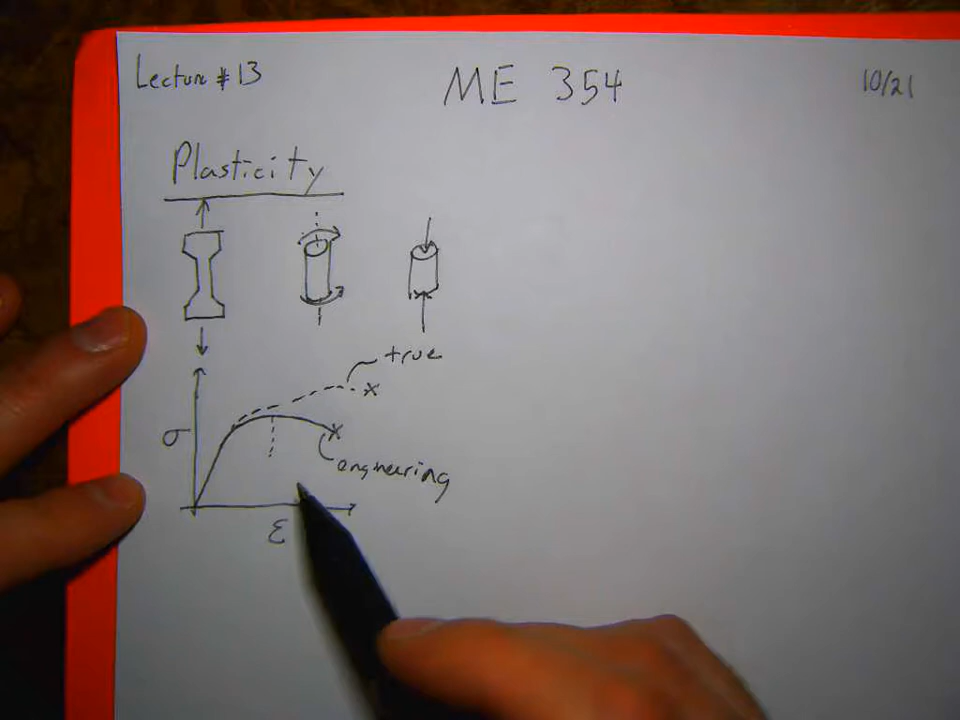 Lecture # 13
ME 354
10/21
Plasticity
true
σ
engineering
ε